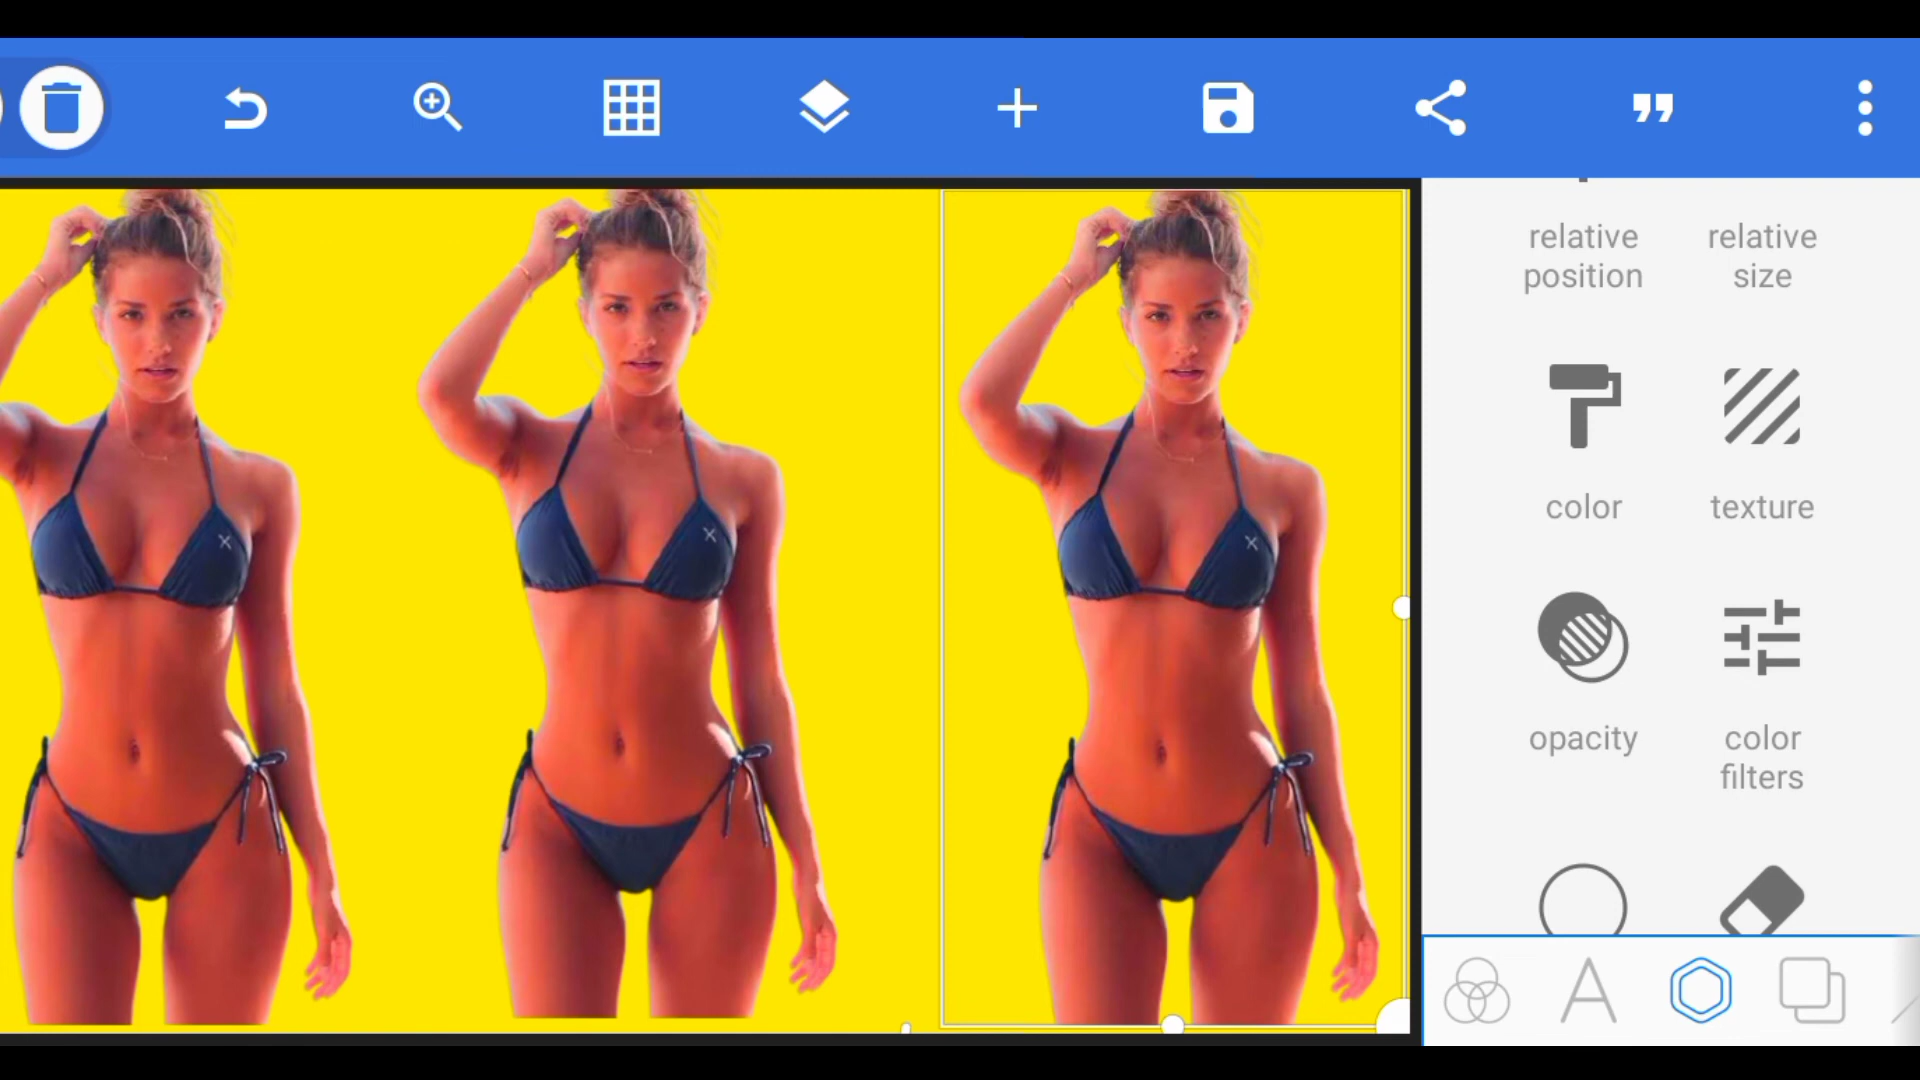 relative
position
relative
size
color
texture
opacity
color
filters